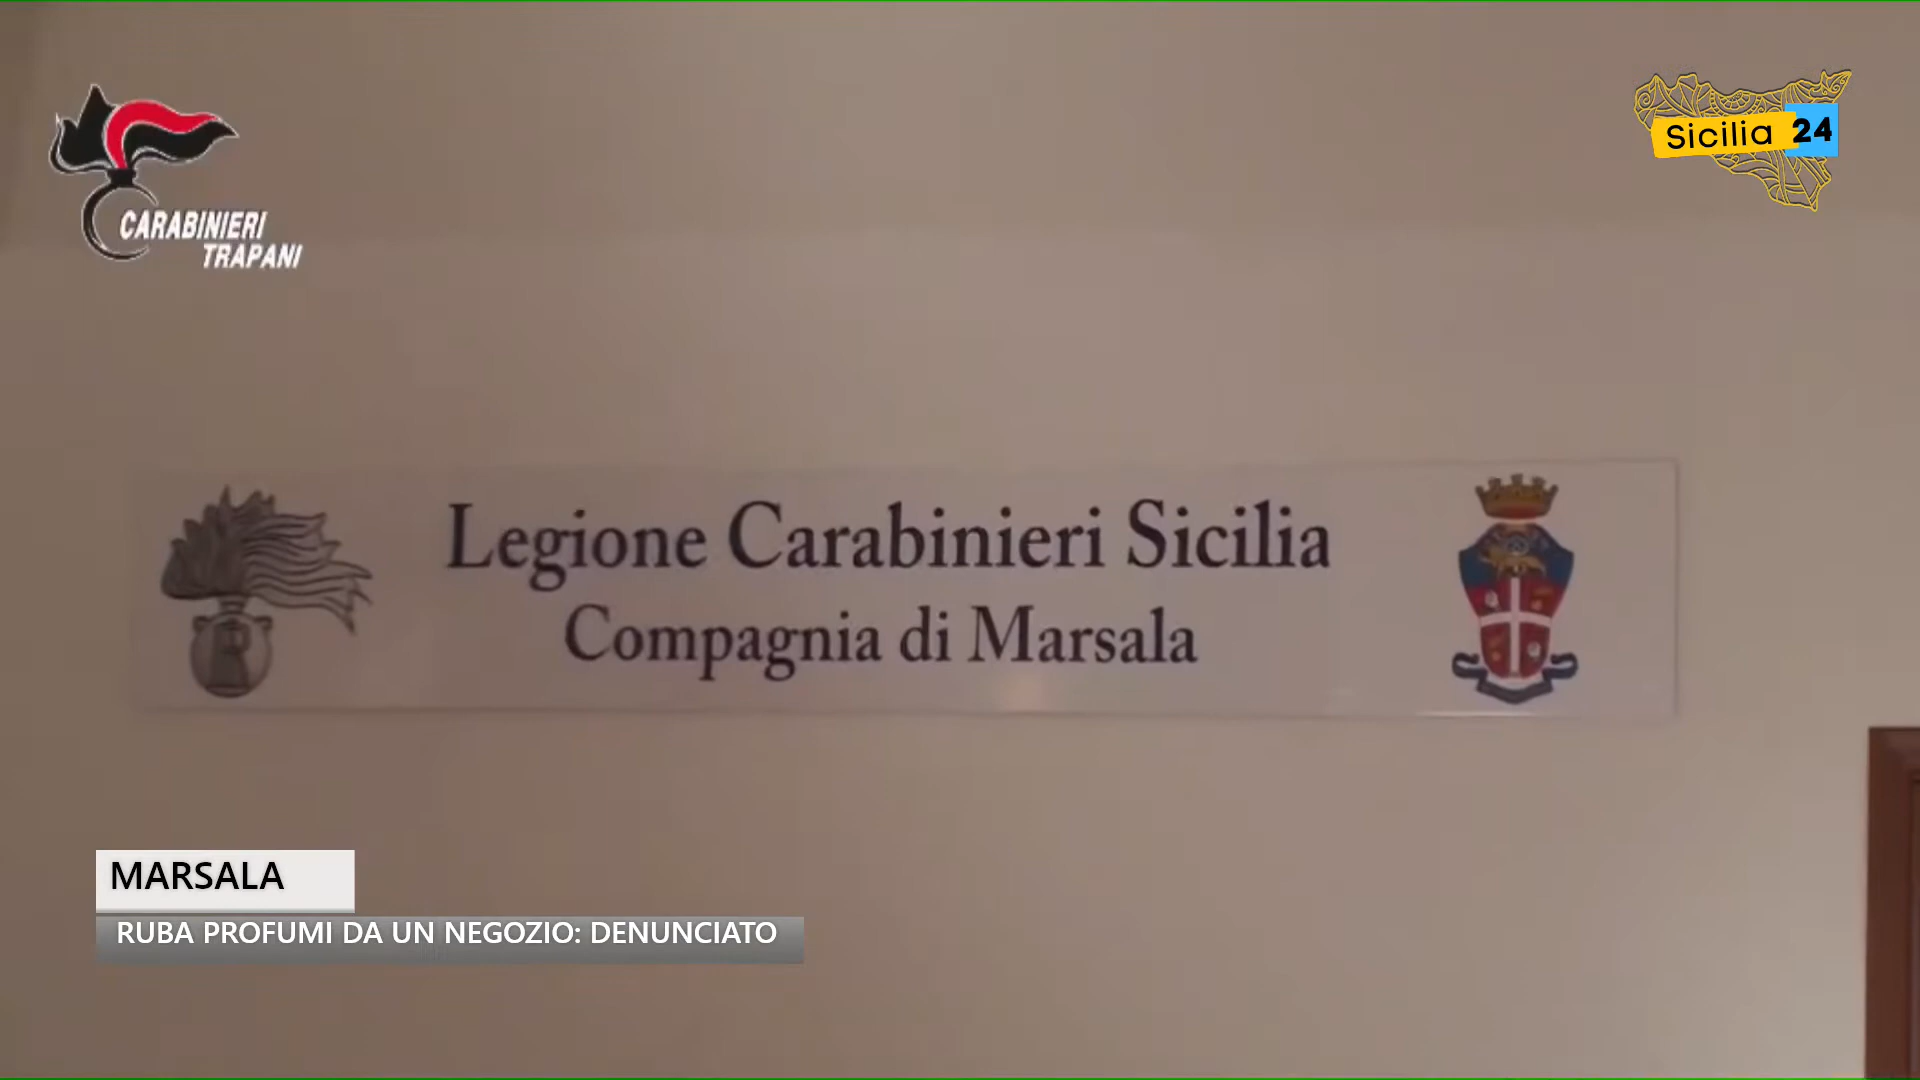 CARABINIERI
TRAPANI
Sicilia 24
Legione Carabinieri Sicilia
Compagnia di Marsala
MARSALA
RUBA PROFUMI DA UN NEGOZIO: DENUNCIATO